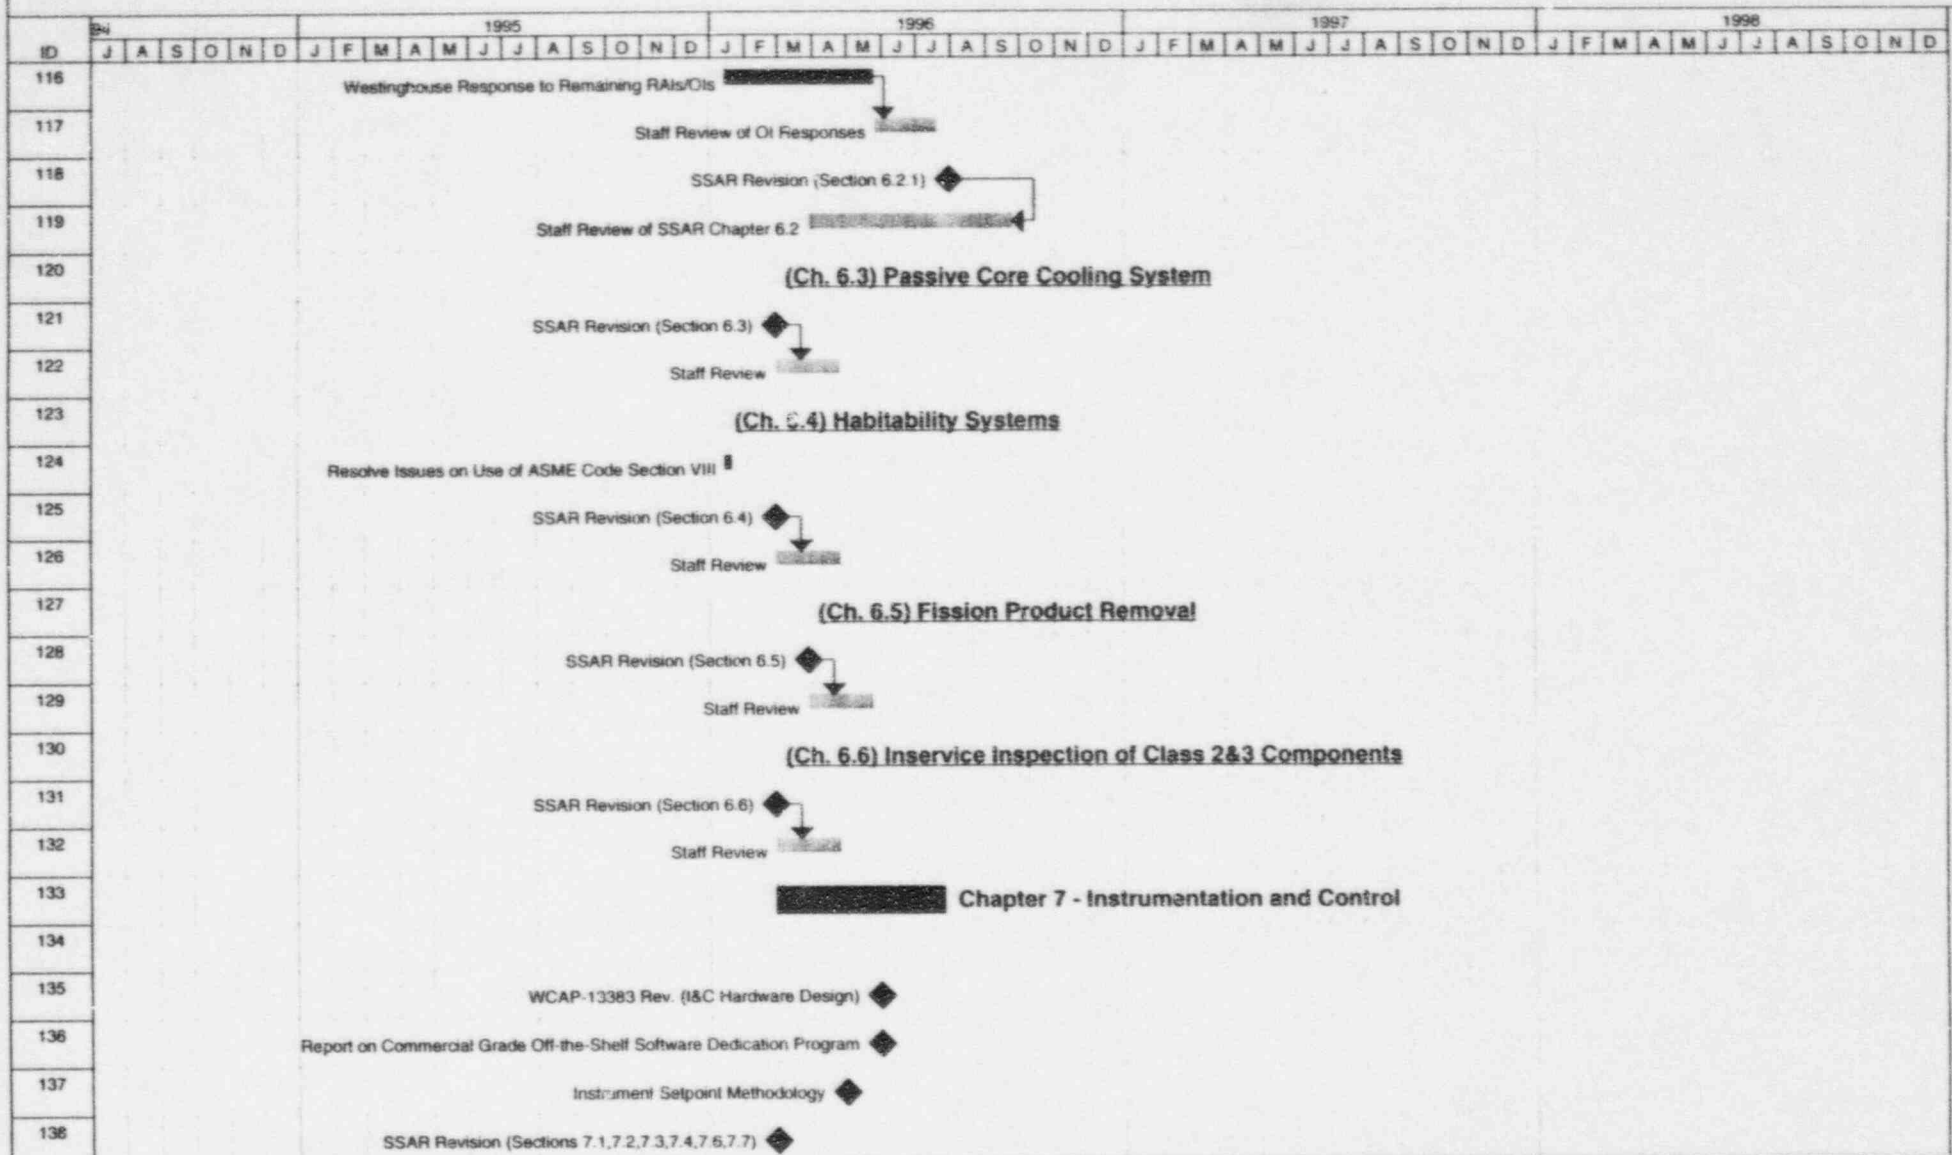 94 1995 1996 1997 1998
ID J A S O N D J F M A M J J A S O N D J F M A M J J A S O N D J F M A M J J A S O N D J F M A M J J A S O N D
116 Westinghouse Response to Remaining RAIs/OIs
117 Staff Review of OI Responses
118 SSAR Revision (Section 6.2.1)
119 Staff Review of SSAR Chapter 6.2
120 (Ch. 6.3) Passive Core Cooling System
121 SSAR Revision (Section 6.3)
122 Staff Review
123 (Ch. 6.4) Habitability Systems
124 Resolve Issues on Use of ASME Code Section VIII
125 SSAR Revision (Section 6.4)
126 Staff Review
127 (Ch. 6.5) Fission Product Removal
128 SSAR Revision (Section 6.5)
129 Staff Review
130 (Ch. 6.6) Inservice Inspection of Class 2&3 Components
131 SSAR Revision (Section 6.6)
132 Staff Review
133 Chapter 7 - Instrumentation and Control
134
135 WCAP-13383 Rev. (I&C Hardware Design)
136 Report on Commercial Grade Off-the-Shelf Software Dedication Program
137 Instrument Setpoint Methodology
138 SSAR Revision (Sections 7.1,7.2,7.3,7.4,7.6,7.7)